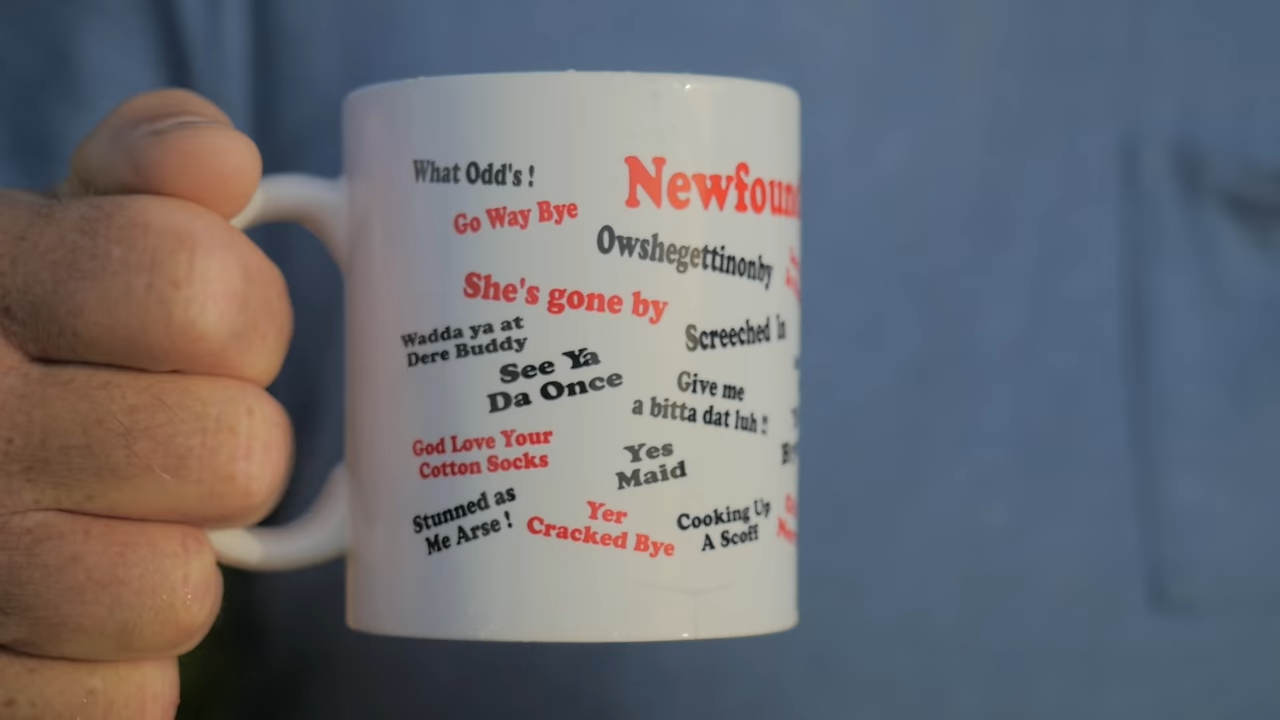 What Odd's !
Newfoun
Go Way Bye
Owshegettinonby
She's gone by
Screeched In
Wadda ya at
Dere Buddy
See Ya
Da Once
Give me
a bitta dat luh !
God Love Your
Cotton Socks
Yes
Maid
Stunned as
Me Arse !
Yer
Cracked Bye
Cooking Up
A Scoff